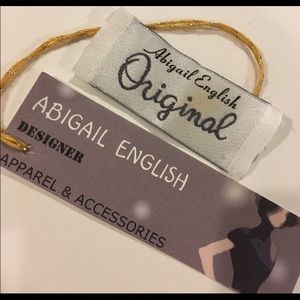 Abigail English
Original
ABIGAIL ENGLISH
DESIGNER
APPAREL & ACCESSORIES